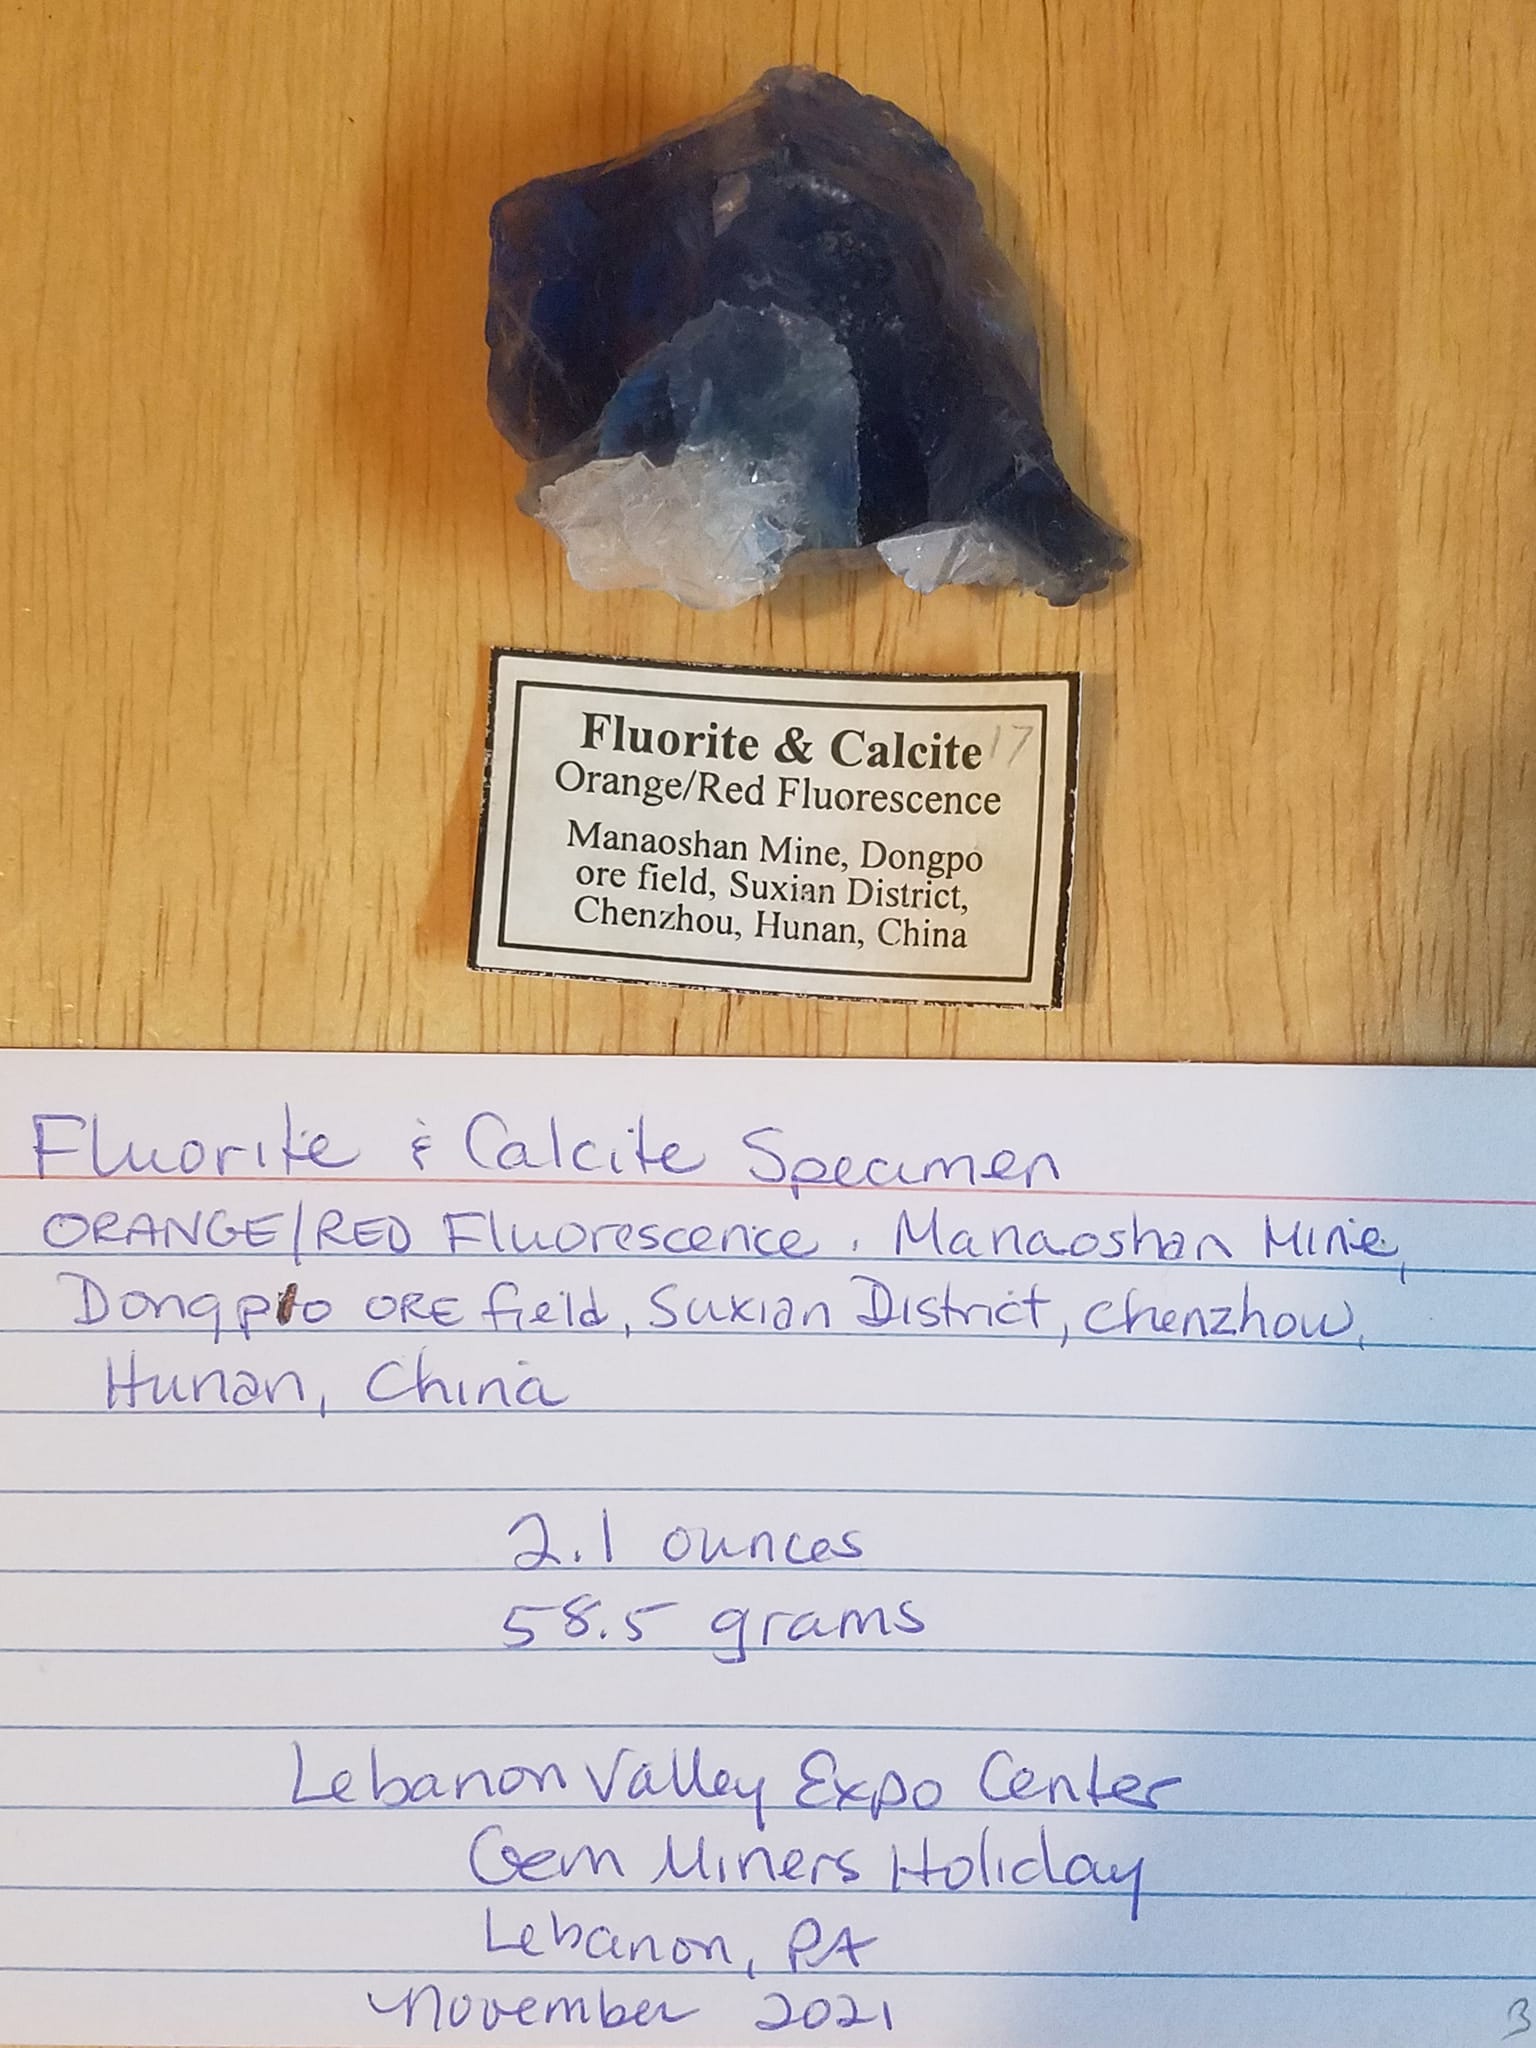 Fluorite & Calcite 17
Orange/Red Fluorescence
Manaoshan Mine, Dongpo
ore field, Suxian District,
Chenzhou, Hunan, China
Fluorite & Calcite Specimen
ORANGE/RED Fluorescence. Manaoshan Mine,
Dongpo ORE field, Suxian District, Chenzhou,
Hunan, China
2.1 ounces
58.5 grams
Lebanon Valley Expo Center
Gem Miners Holiday
Lebanon, PA
November 2021
3